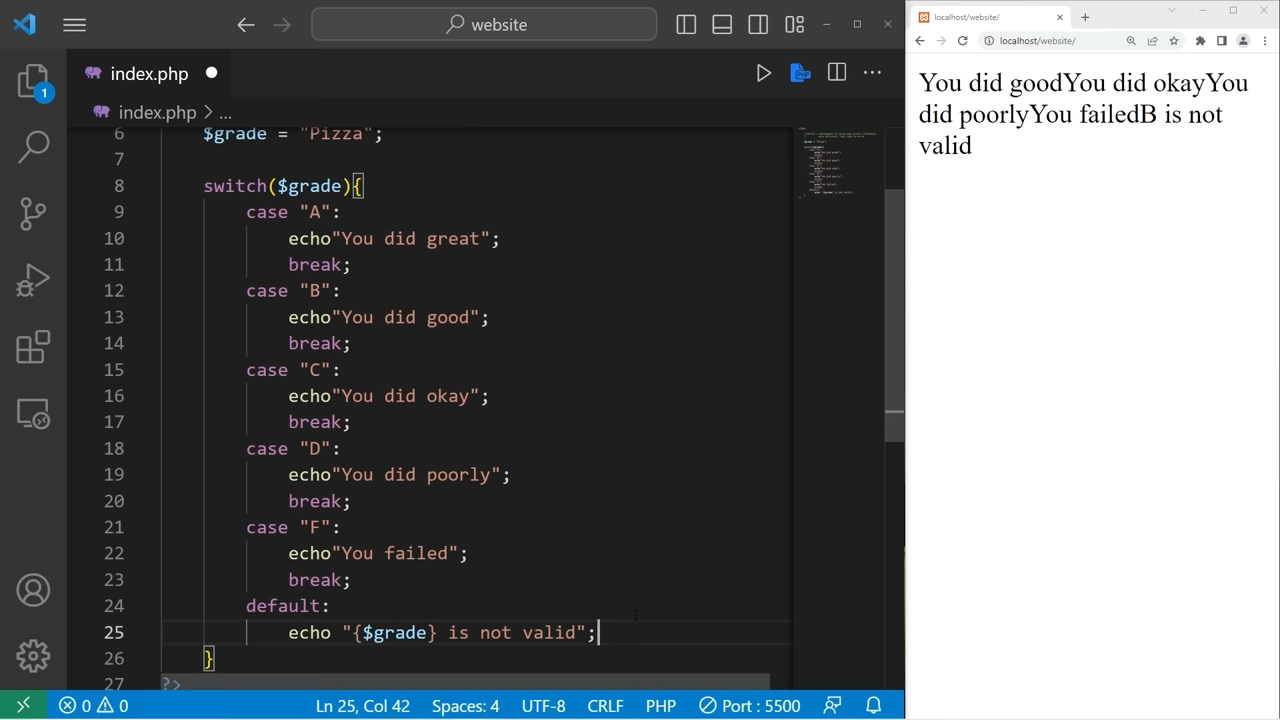 website
index.php
index.php > ...
6 $grade = "Pizza";
7
8 switch($grade){
9 case "A":
10 echo"You did great";
11 break;
12 case "B":
13 echo"You did good";
14 break;
15 case "C":
16 echo"You did okay";
17 break;
18 case "D":
19 echo"You did poorly";
20 break;
21 case "F":
22 echo"You failed";
23 break;
24 default:
25 echo "{$grade} is not valid";
26 }
27 ?>
1
0 0 Ln 25, Col 42 Spaces: 4 UTF-8 CRLF PHP Port : 5500
localhost/website/
localhost/website/
You did goodYou did okayYou
did poorlyYou failedB is not
valid